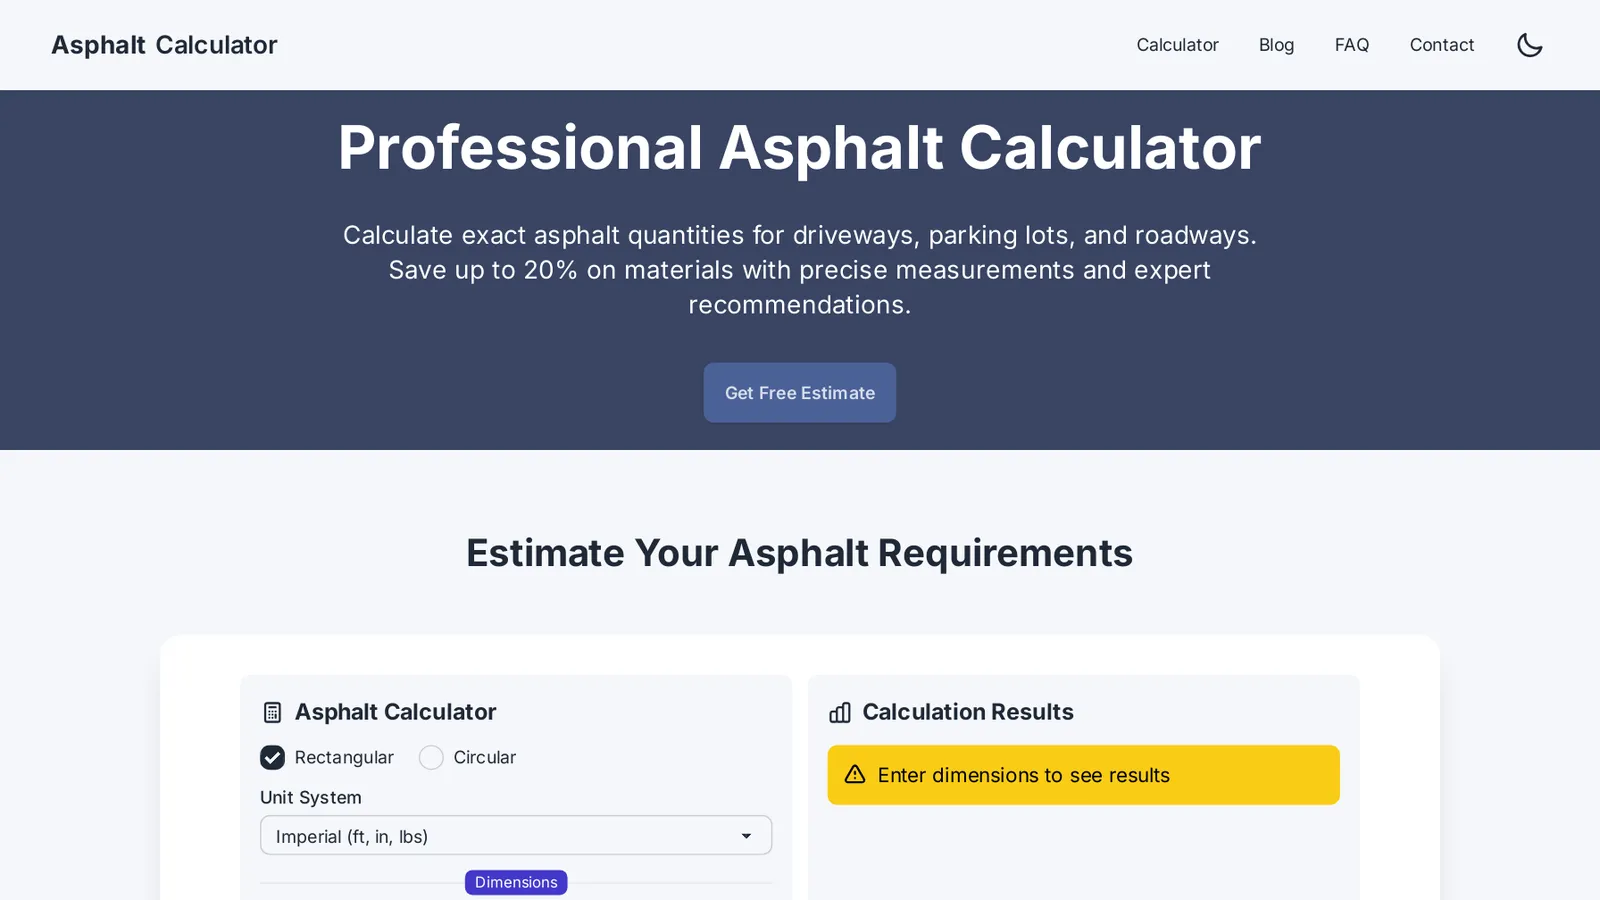 Asphalt Calculator
Calculator
Blog
FAQ
Contact
Professional Asphalt Calculator
Calculate exact asphalt quantities for driveways, parking lots, and roadways.
Save up to 20% on materials with precise measurements and expert
recommendations.
Get Free Estimate
Estimate Your Asphalt Requirements
Asphalt Calculator
Rectangular
Circular
Unit System
Imperial (ft, in, lbs)
Dimensions
Calculation Results
Enter dimensions to see results